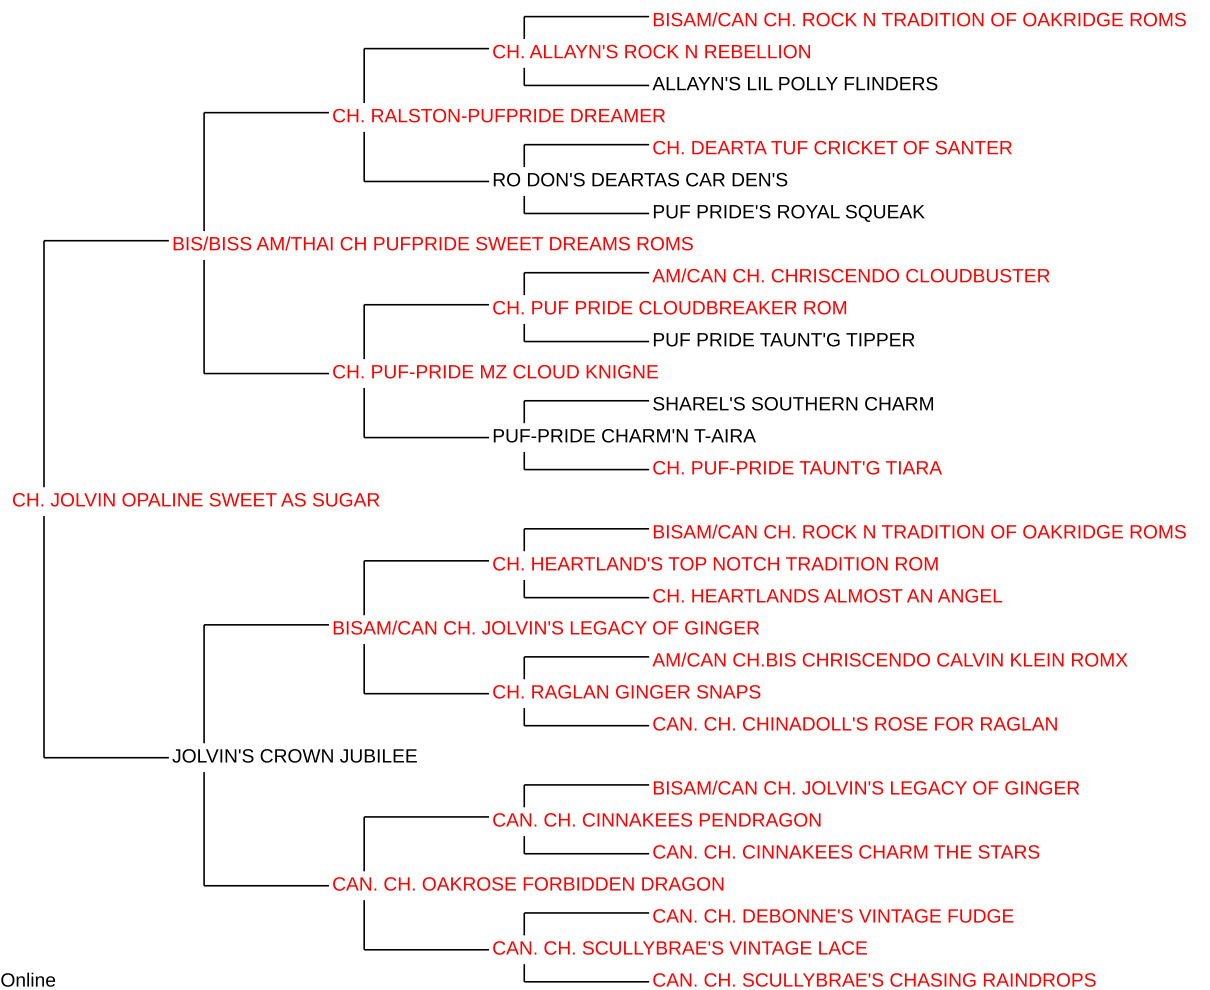 BISAM/CAN CH. ROCK N TRADITION OF OAKRIDGE ROMS
CH. ALLAYN'S ROCK N REBELLION
ALLAYN'S LIL POLLY FLINDERS
CH. RALSTON-PUFPRIDE DREAMER
CH. DEARTA TUF CRICKET OF SANTER
RO DON'S DEARTAS CAR DEN'S
PUF PRIDE'S ROYAL SQUEAK
BIS/BISS AM/THAI CH PUFPRIDE SWEET DREAMS ROMS
AM/CAN CH. CHRISCENDO CLOUDBUSTER
CH. PUF PRIDE CLOUDBREAKER ROM
PUF PRIDE TAUNT'G TIPPER
CH. PUF-PRIDE MZ CLOUD KNIGNE
SHAREL'S SOUTHERN CHARM
PUF-PRIDE CHARM'N T-AIRA
CH. PUF-PRIDE TAUNT'G TIARA
CH. JOLVIN OPALINE SWEET AS SUGAR
BISAM/CAN CH. ROCK N TRADITION OF OAKRIDGE ROMS
CH. HEARTLAND'S TOP NOTCH TRADITION ROM
CH. HEARTLANDS ALMOST AN ANGEL
BISAM/CAN CH. JOLVIN'S LEGACY OF GINGER
AM/CAN CH.BIS CHRISCENDO CALVIN KLEIN ROMX
CH. RAGLAN GINGER SNAPS
CAN. CH. CHINADOLL'S ROSE FOR RAGLAN
JOLVIN'S CROWN JUBILEE
BISAM/CAN CH. JOLVIN'S LEGACY OF GINGER
CAN. CH. CINNAKEES PENDRAGON
CAN. CH. CINNAKEES CHARM THE STARS
CAN. CH. OAKROSE FORBIDDEN DRAGON
CAN. CH. DEBONNE'S VINTAGE FUDGE
CAN. CH. SCULLYBRAE'S VINTAGE LACE
CAN. CH. SCULLYBRAE'S CHASING RAINDROPS
Online